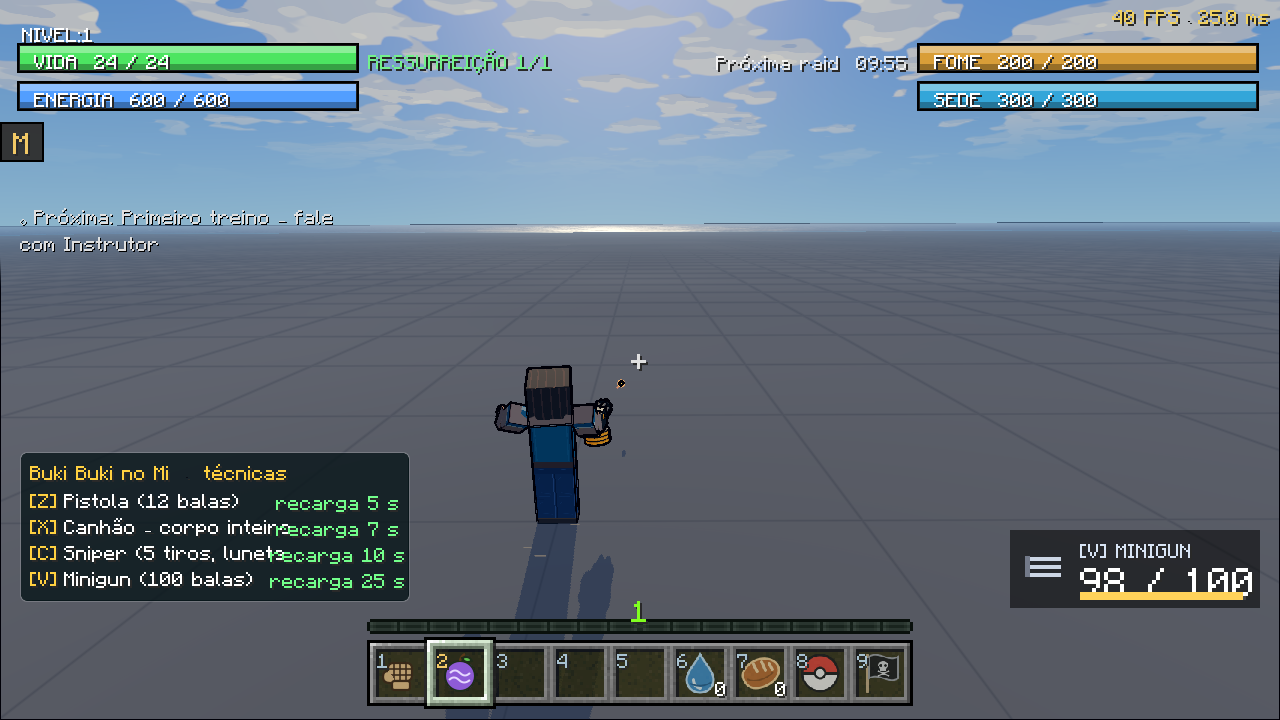 40 FPS · 25.0 ms
NIVEL:1
VIDA 24 / 24
RESSURREIÇÃO 1/1
Próxima raid 09:55
FOME 200 / 200
ENERGIA 600 / 600
SEDE 300 / 300
M
Próxima: Primeiro treino - fale
com Instrutor
Buki Buki no Mi · técnicas
[Z] Pistola (12 balas) recarga 5 s
[X] Canhão - corpo inteiro recarga 7 s
[C] Sniper (5 tiros, luneta recarga 10 s
[V] Minigun (100 balas) recarga 25 s
[V] MINIGUN
98 / 100
1
1 2 3 4 5 6 7 8 9
0 0